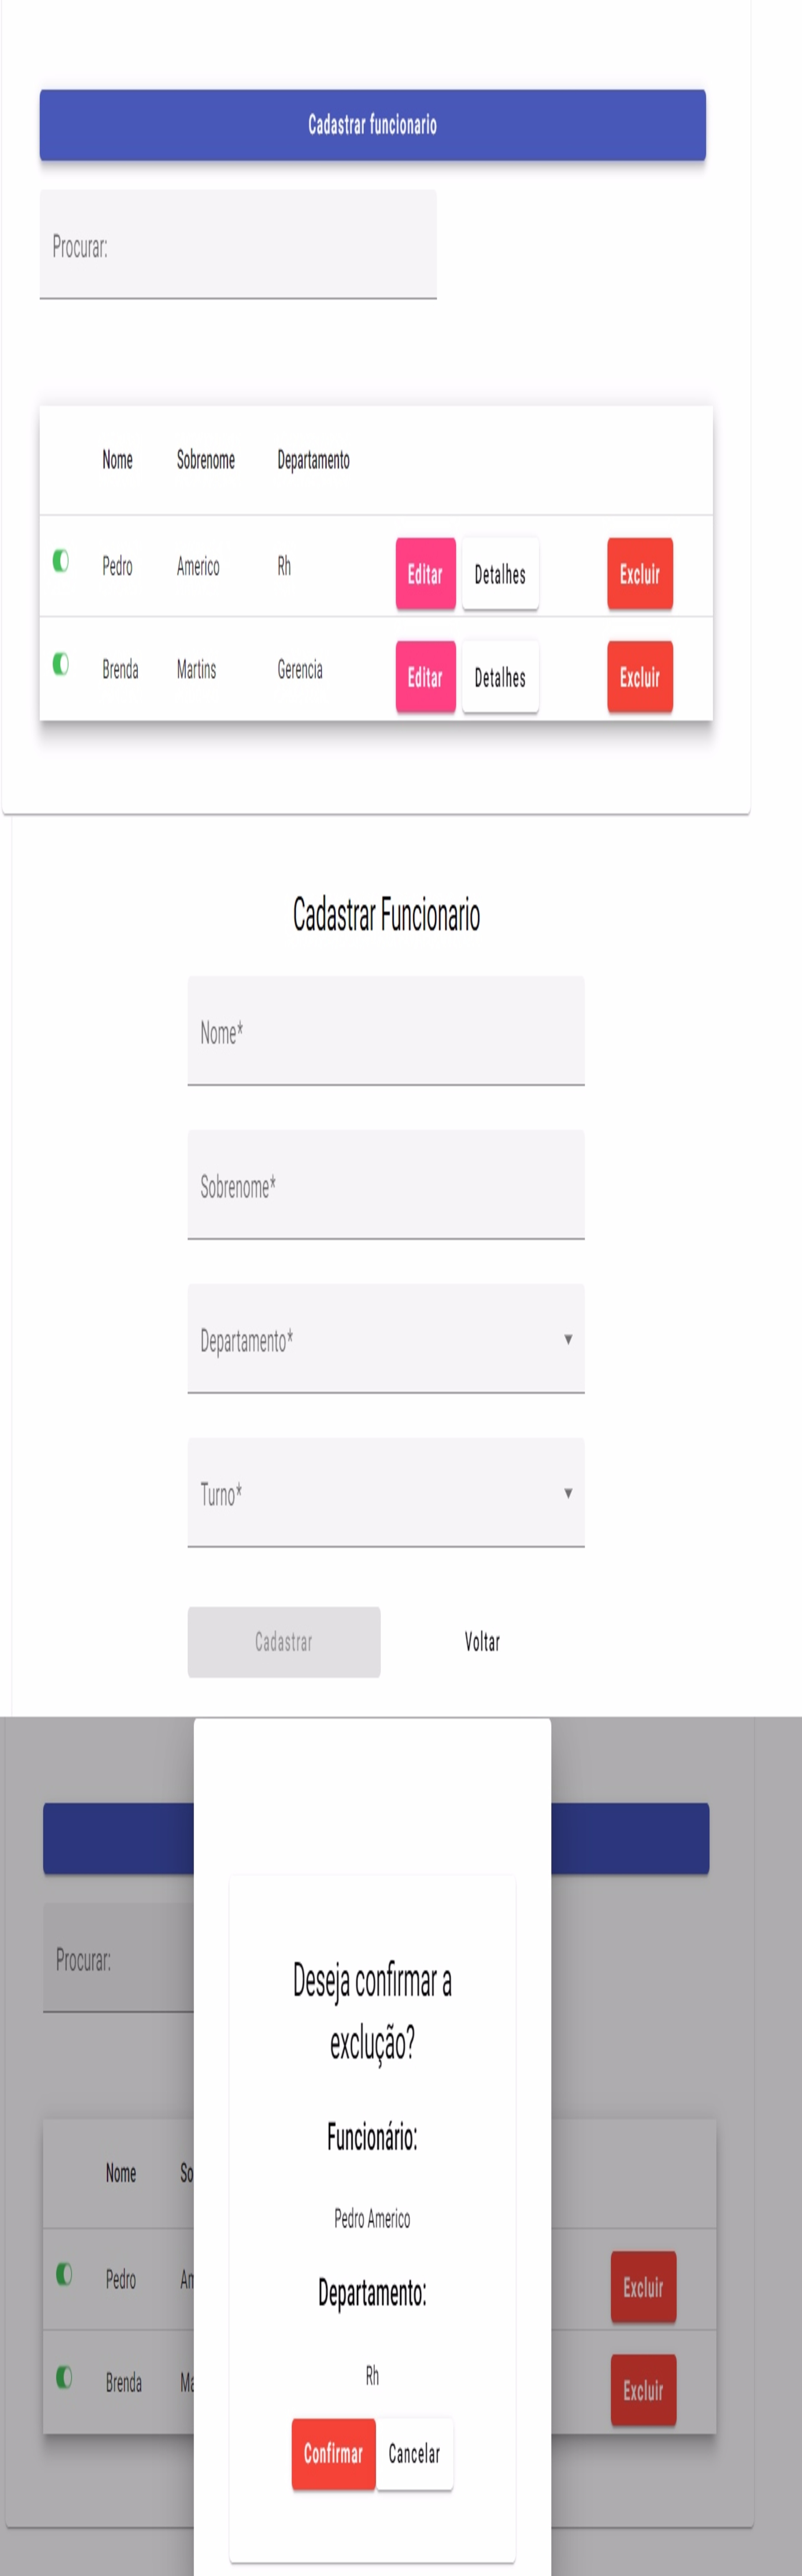 Cadastrar funcionario
Procurar:
Nome Sobrenome Departamento
Pedro Americo Rh Editar Detalhes Excluir
Brenda Martins Gerencia Editar Detalhes Excluir
Cadastrar Funcionario
Nome*
Sobrenome*
Departamento*
Turno*
Cadastrar Voltar
Procurar:
Deseja confirmar a
exclução?
Funcionário:
Nome So
Pedro Americo
Pedro Am Excluir
Departamento:
Rh
Brenda Ma Excluir
Confirmar Cancelar